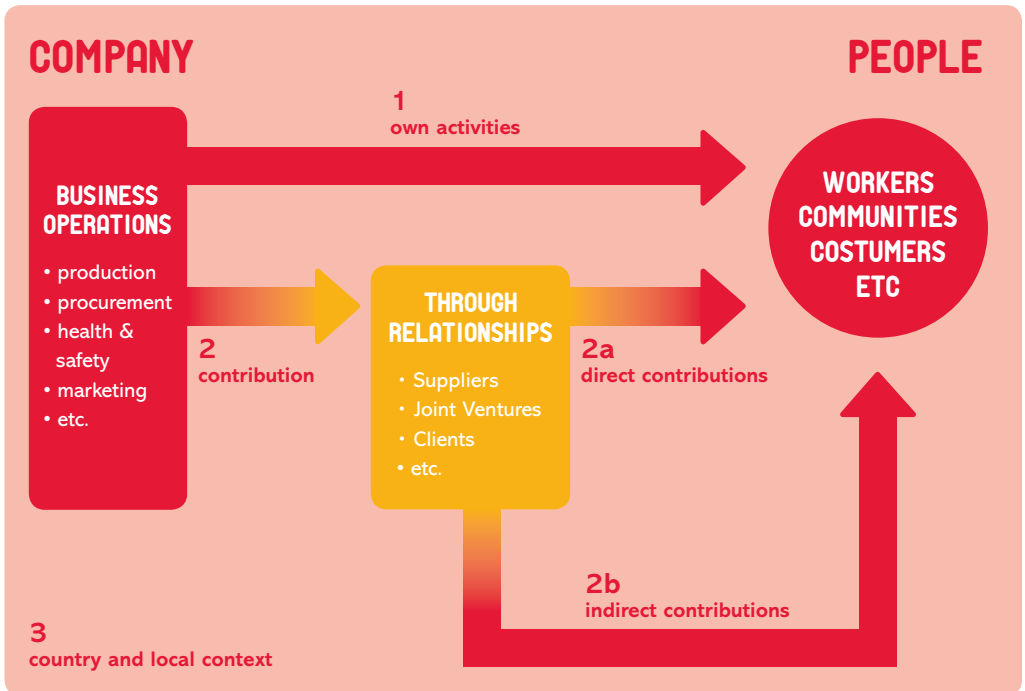 COMPANY
PEOPLE
1
own activities
BUSINESS
OPERATIONS
• production
• procurement
• health &
safety
• marketing
• etc.
2
contribution
THROUGH
RELATIONSHIPS
• Suppliers
• Joint Ventures
• Clients
• etc.
2a
direct contributions
WORKERS
COMMUNITIES
COSTUMERS
ETC
2b
indirect contributions
3
country and local context